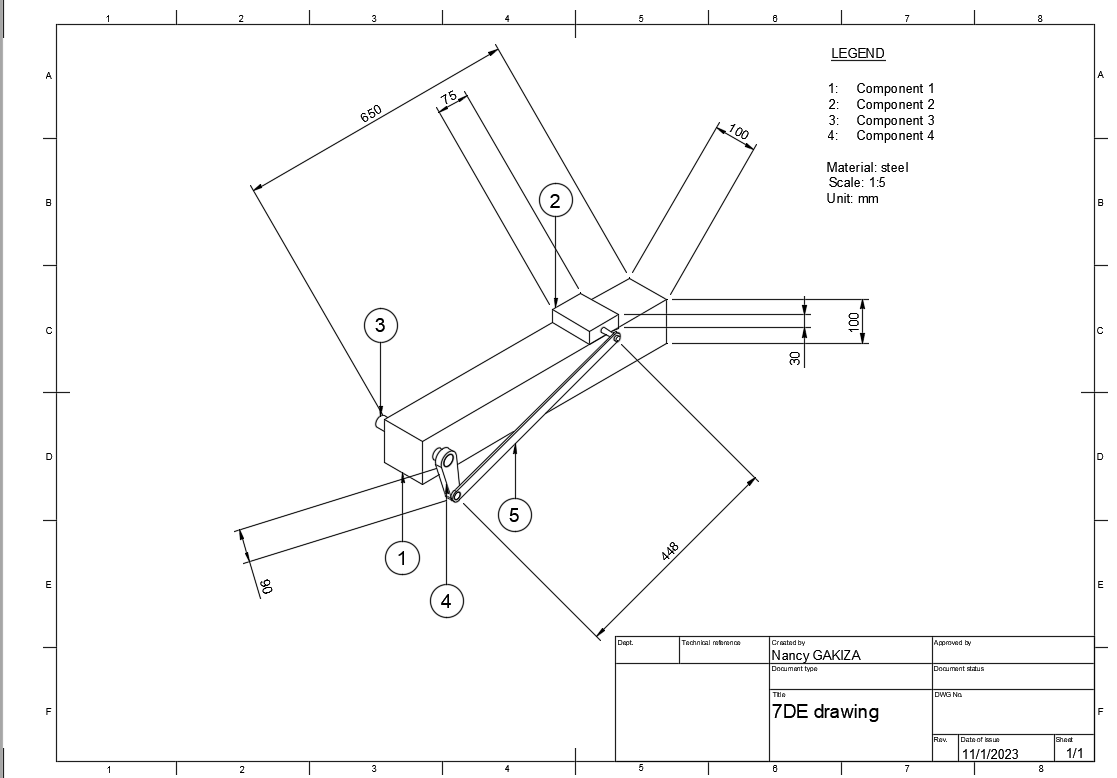 1 2 3 4 5 6 7 8
A A
B B
C C
D D
E E
F F
LEGEND
1: Component 1
2: Component 2
3: Component 3
4: Component 4
Material: steel
Scale: 1:5
Unit: mm
650
75
100
2
3
100
30
5
448
1
90
4
Dept.
Technical reference
Created by
Nancy GAKIZA
Approved by
Document type
Document status
Title
7DE drawing
DWG No.
Rev.
Date of issue
11/1/2023
Sheet
1/1
1 2 3 4 5 6 7 8